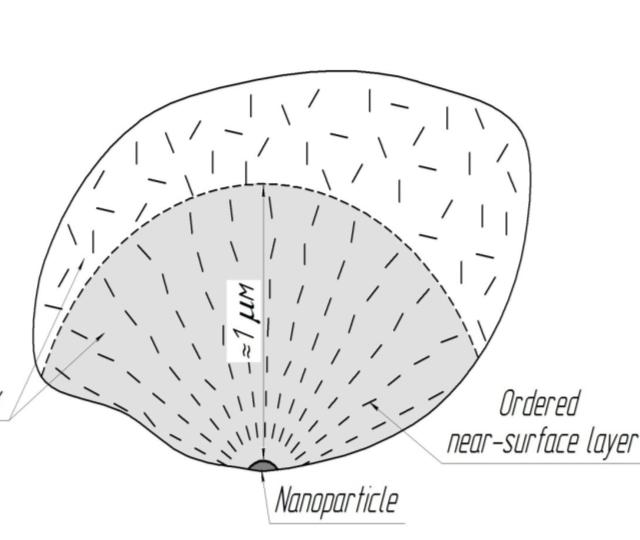 ≈1 μм
Ordered
near-surface layer
Nanoparticle